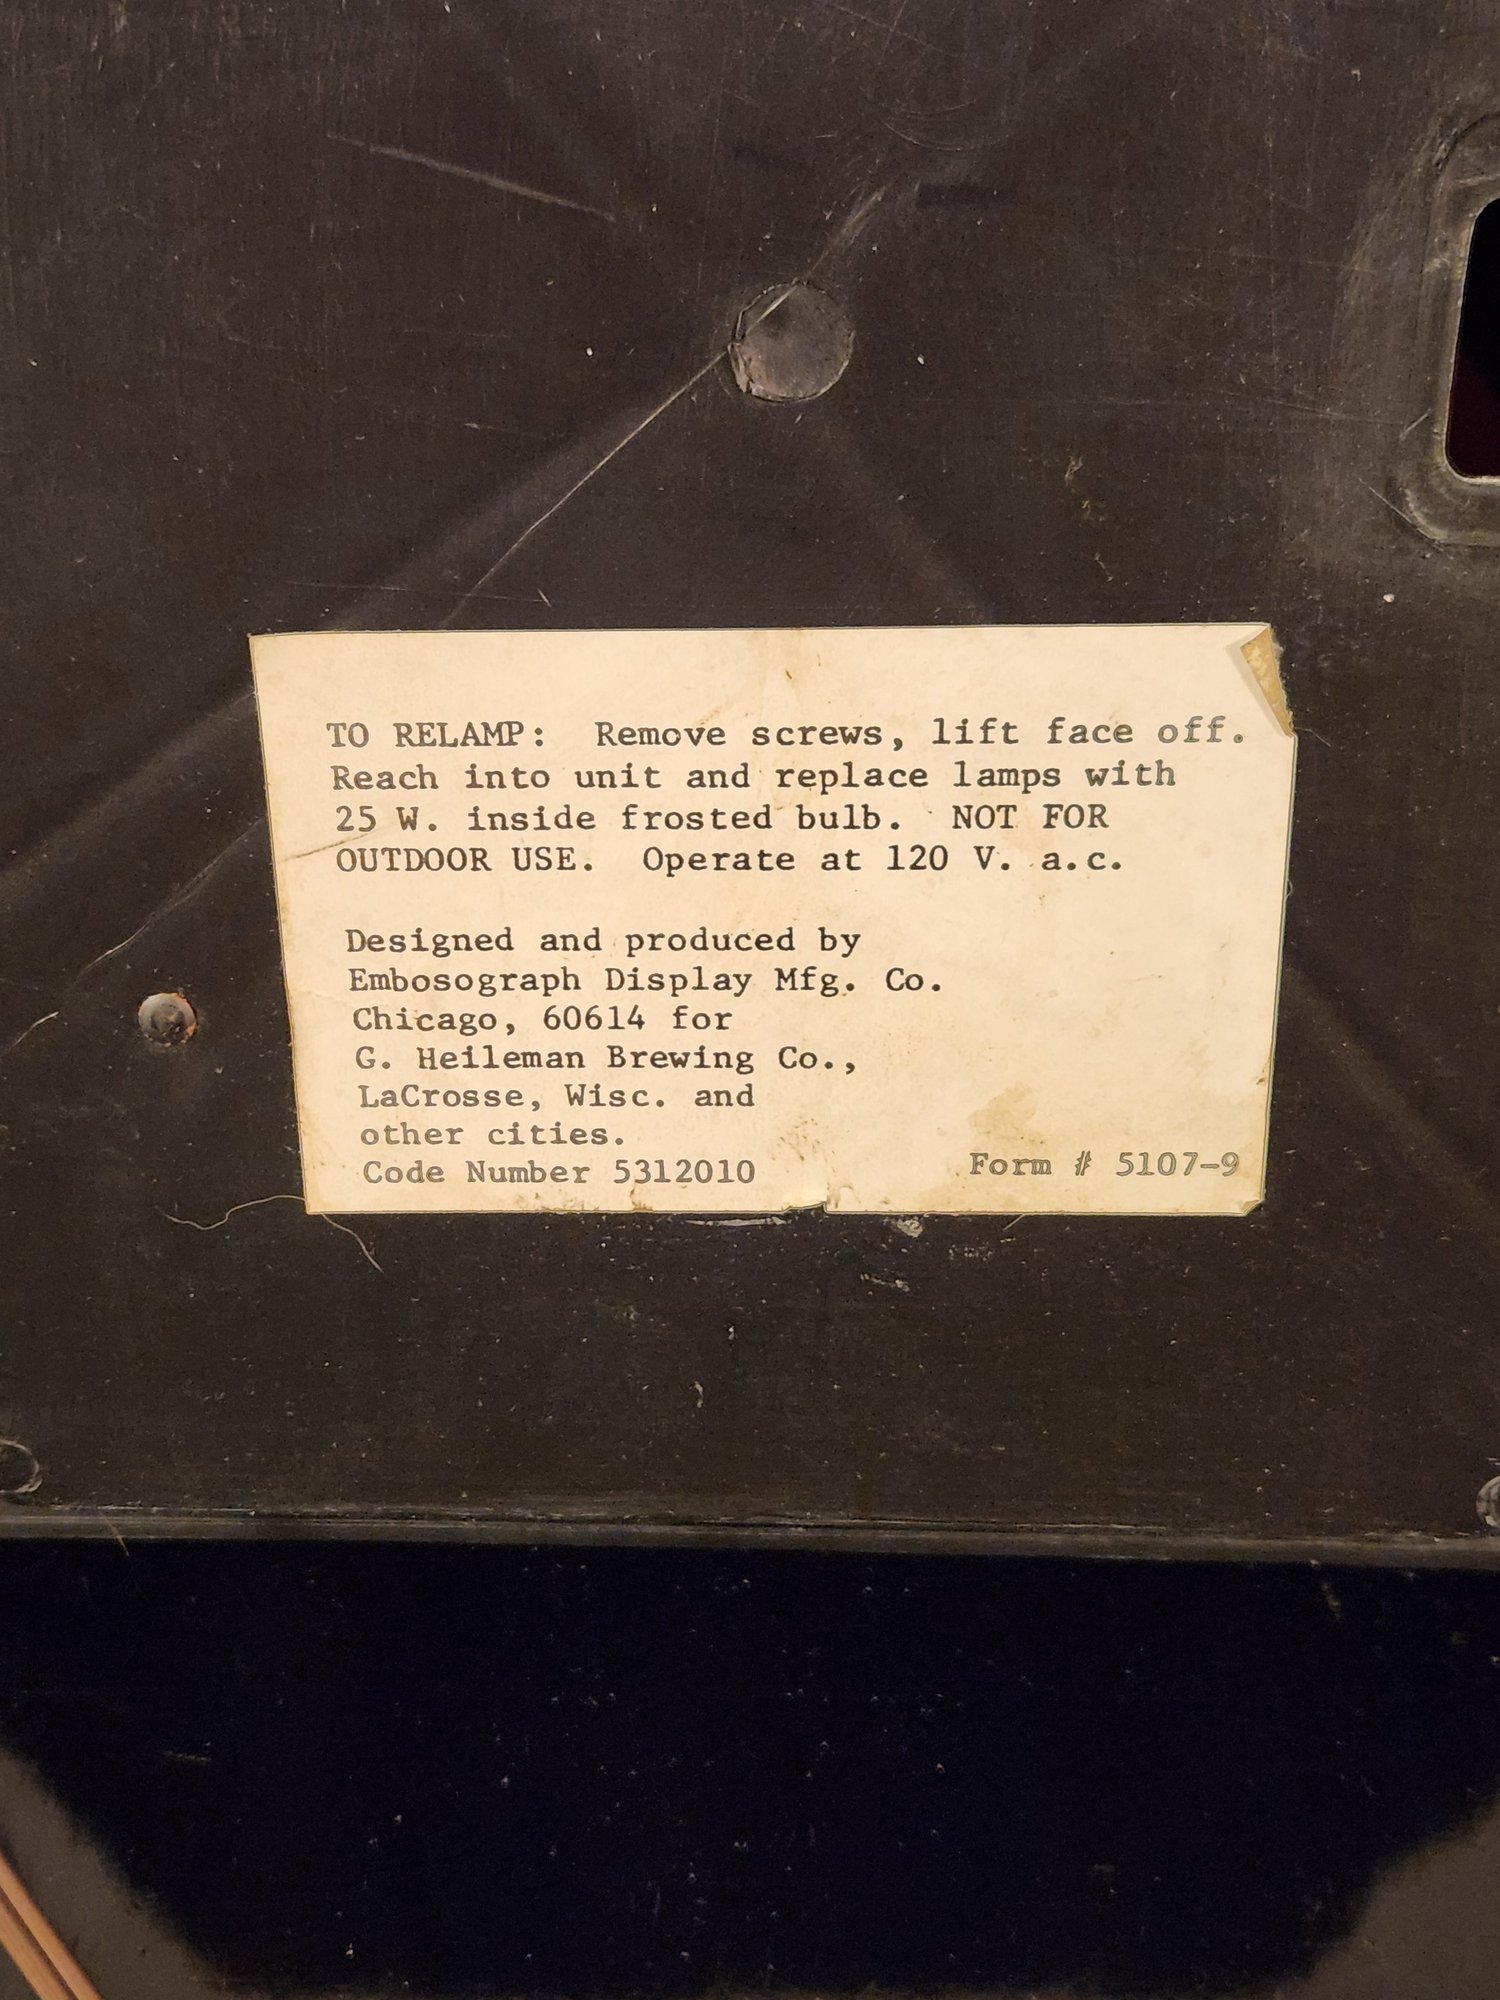 TO RELAMP:  Remove screws, lift face off.
Reach into unit and replace lamps with
25 W. inside frosted bulb.  NOT FOR
OUTDOOR USE.  Operate at 120 V. a.c.
Designed and produced by
Embosograph Display Mfg. Co.
Chicago, 60614 for
G. Heileman Brewing Co.,
LaCrosse, Wisc. and
other cities.
Code Number 5312010
Form # 5107-9